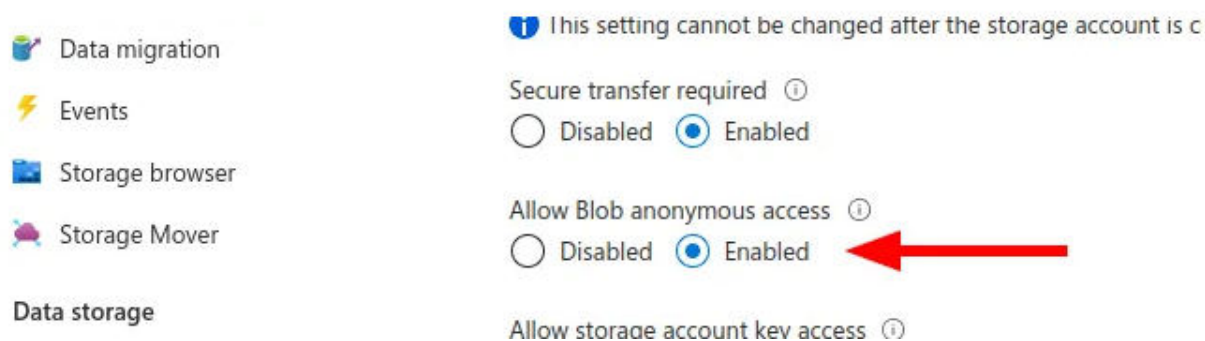 Data migration
Events
Storage browser
Storage Mover
Data storage
This setting cannot be changed after the storage account is c
Secure transfer required
Disabled Enabled
Allow Blob anonymous access
Disabled Enabled
Allow storage account key access